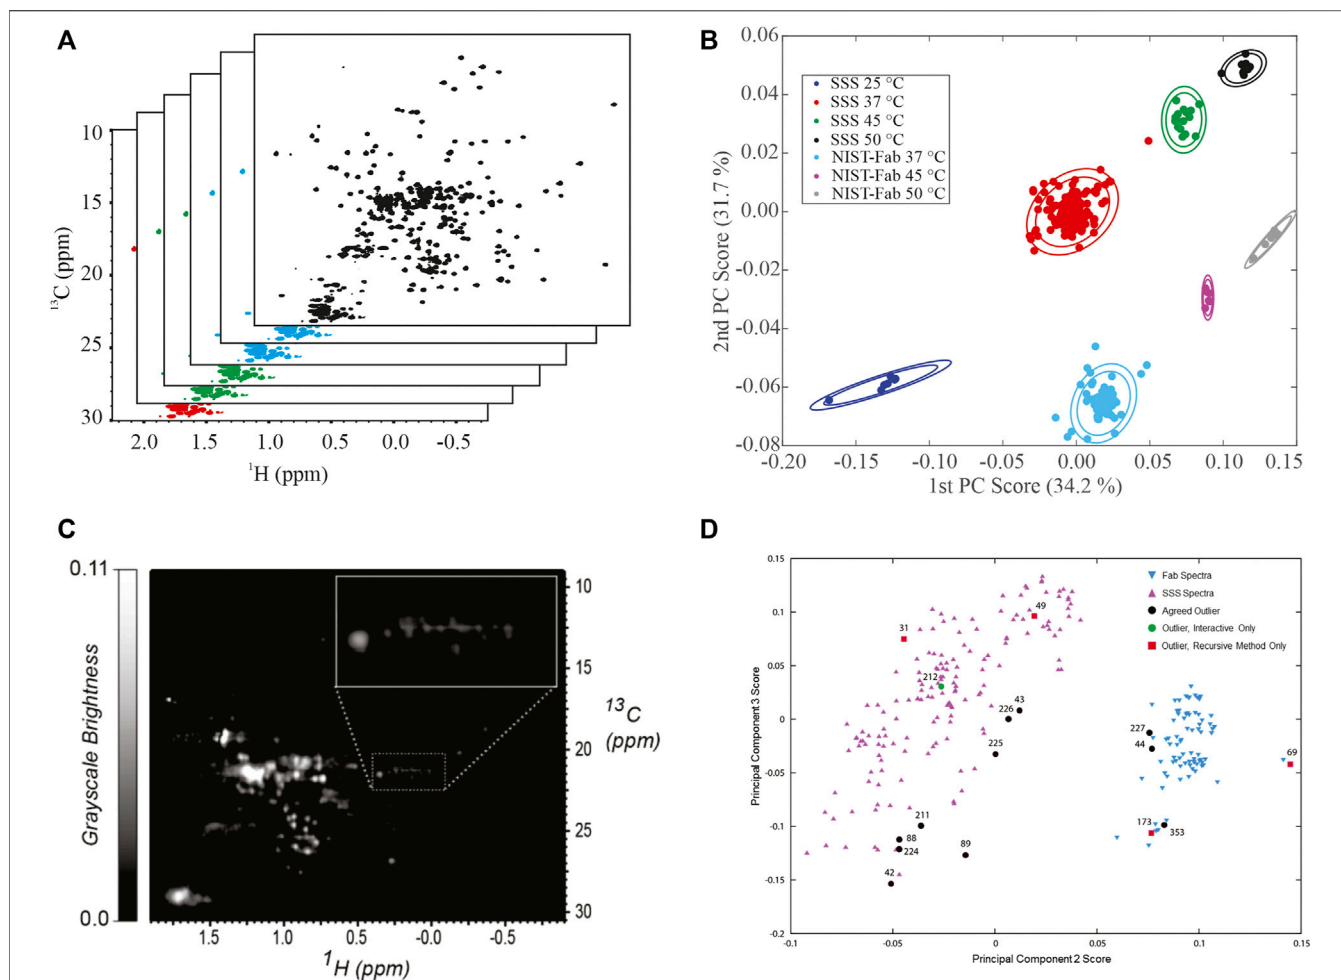 A
10
15
20
25
30
13C (ppm)
2.0 1.5 1.0 0.5 0.0 -0.5
1H (ppm)
B
0.06
0.04
0.02
0.00
-0.02
-0.04
-0.06
-0.08
2nd PC Score (31.7 %)
SSS 25 °C
SSS 37 °C
SSS 45 °C
SSS 50 °C
NIST-Fab 37 °C
NIST-Fab 45 °C
NIST-Fab 50 °C
-0.20 -0.15 -0.10 -0.05 0.00 0.05 0.10 0.15
1st PC Score (34.2 %)
C
0.11
Grayscale Brightness
0.0
10
15
20
25
30
13C
(ppm)
1.5 1.0 0.5 -0.0 -0.5
1H (ppm)
D
0.15
0.1
0.05
0
-0.05
-0.1
-0.15
-0.2
Principal Component 3 Score
Fab Spectra
SSS Spectra
Agreed Outlier
Outlier, Interactive Only
Outlier, Recursive Method Only
49
31
212
43
226
225
227
44
69
211
173
353
88
224
89
42
-0.1 -0.05 0 0.05 0.1 0.15
Principal Component 2 Score